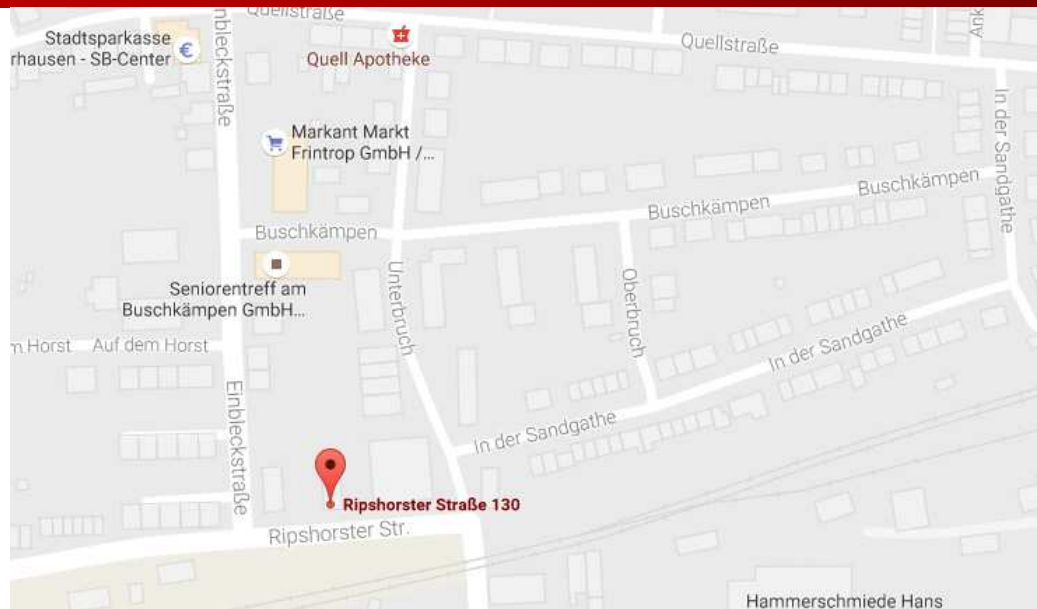 Quellstraße
Stadtsparkasse
rhausen - SB-Center
€
Quell Apotheke
Quellstraße
Ank
inbleckstraße
In der Sandgathe
Markant Markt
Frintrop GmbH /...
Buschkämpen
Buschkämpen
Buschkämpen
Seniorentreff am
Buschkämpen GmbH...
Unterbruch
Oberbruch
m Horst
Auf dem Horst
In der Sandgathe
Einbleckstraße
In der Sandgathe
Ripshorster Straße 130
Ripshorster Str.
Hammerschmiede Hans